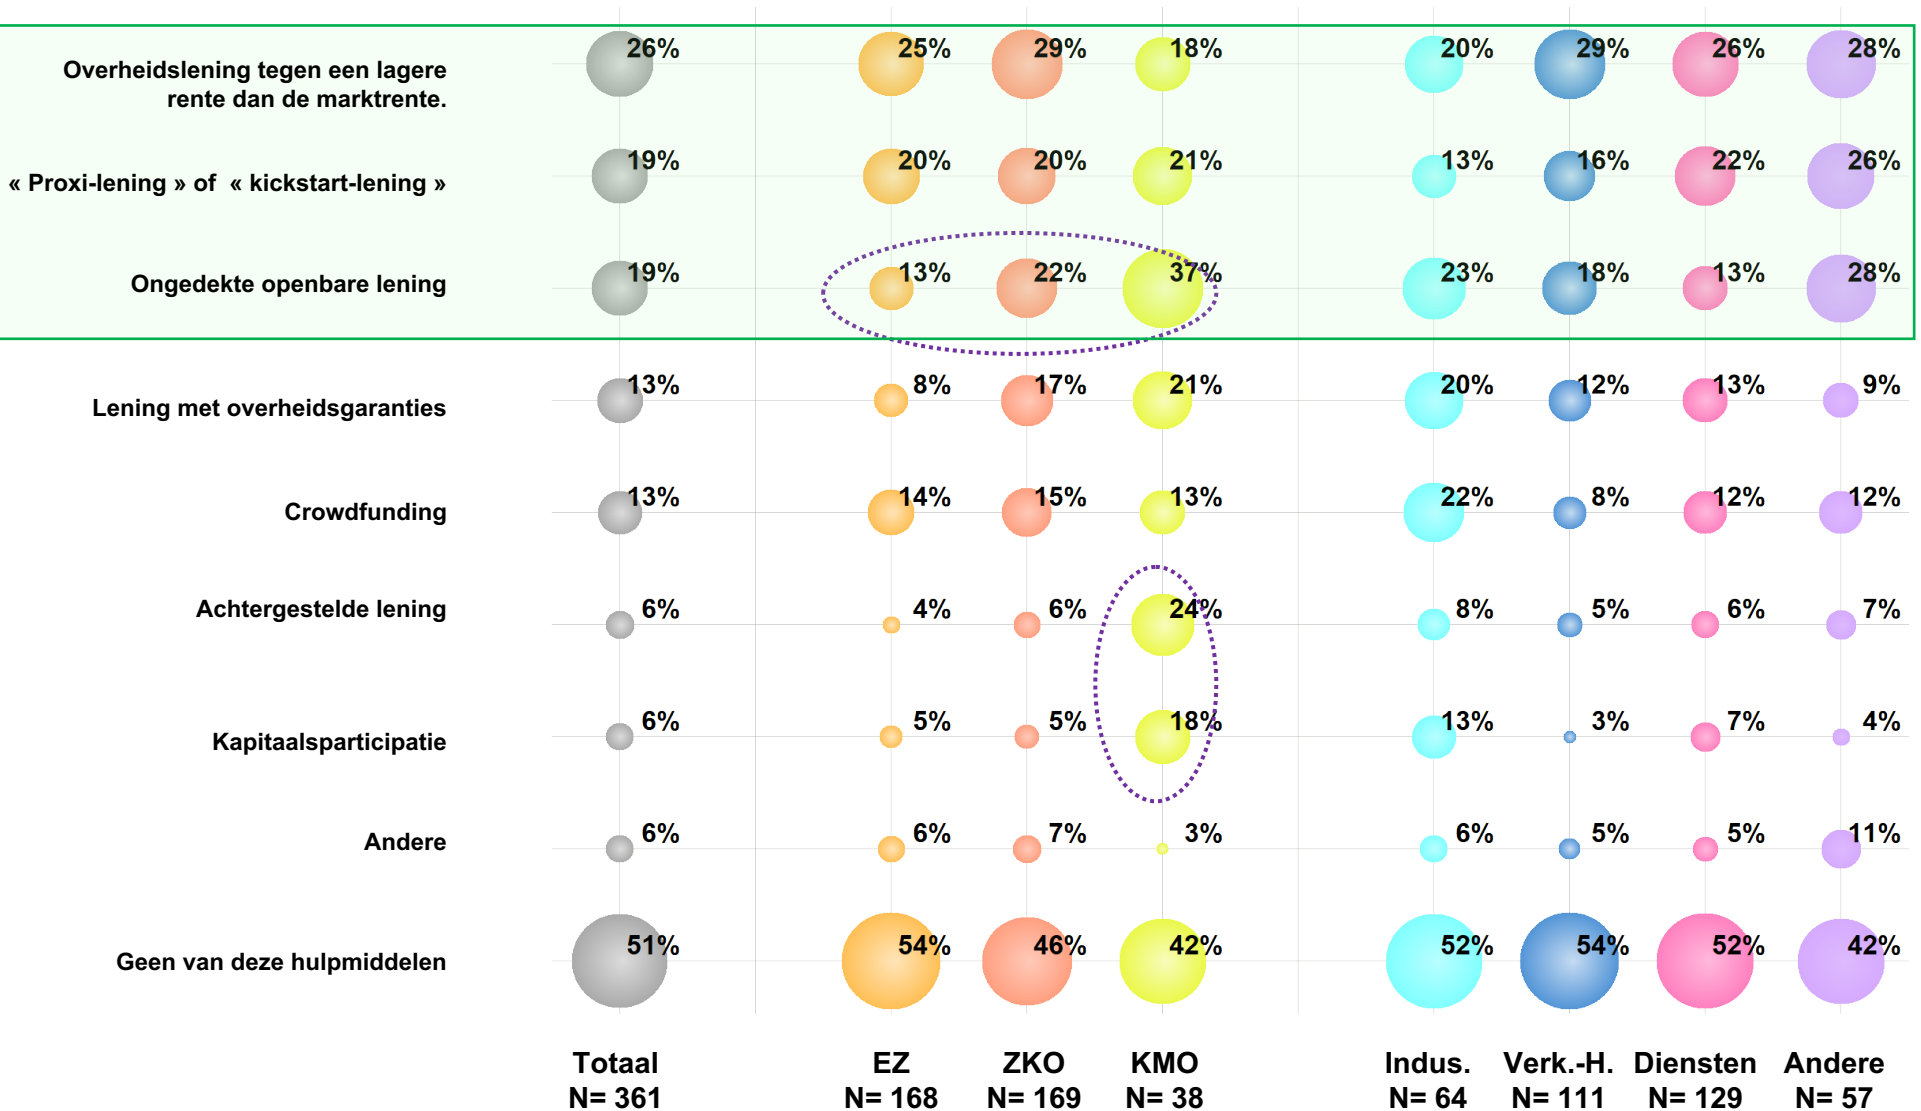 Overheidslening tegen een lagere
rente dan de marktrente.
26% 25% 29% 18% 20% 29% 26% 28%
« Proxi-lening » of « kickstart-lening »
19% 20% 20% 21% 13% 16% 22% 26%
Ongedekte openbare lening
19% 13% 22% 37% 23% 18% 13% 28%
Lening met overheidsgaranties
13% 8% 17% 21% 20% 12% 13% 9%
Crowdfunding
13% 14% 15% 13% 22% 8% 12% 12%
Achtergestelde lening
6% 4% 6% 24% 8% 5% 6% 7%
Kapitaalsparticipatie
6% 5% 5% 18% 13% 3% 7% 4%
Andere
6% 6% 7% 3% 6% 5% 5% 11%
Geen van deze hulpmiddelen
51% 54% 46% 42% 52% 54% 52% 42%
Totaal EZ ZKO KMO Indus. Verk.-H. Diensten Andere
N= 361 N= 168 N= 169 N= 38 N= 64 N= 111 N= 129 N= 57